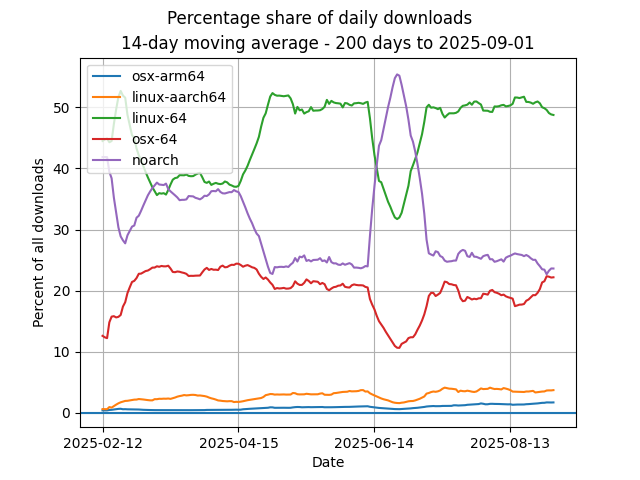 Percentage share of daily downloads
14-day moving average - 200 days to 2025-09-01
osx-arm64
linux-aarch64
linux-64
osx-64
noarch
Percent of all downloads
50
40
30
20
10
0
2025-02-12
2025-04-15
2025-06-14
2025-08-13
Date